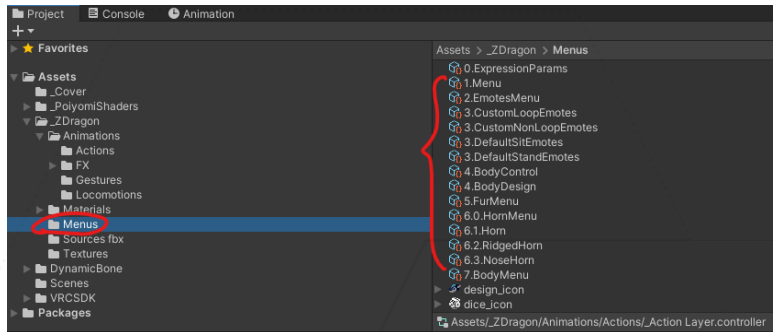 Project Console Animation
+
Favorites
Assets
_Cover
_PoiyomiShaders
_ZDragon
Animations
Actions
FX
Gestures
Locomotions
Materials
Menus
Sources fbx
Textures
DynamicBone
Scenes
VRCSDK
Packages
Assets > _ZDragon > Menus
0.ExpressionParams
1.Menu
2.EmotesMenu
3.CustomLoopEmotes
3.CustomNonLoopEmotes
3.DefaultSitEmotes
3.DefaultStandEmotes
4.BodyControl
4.BodyDesign
5.FurMenu
6.0.HornMenu
6.1.Horn
6.2.RidgedHorn
6.3.NoseHorn
7.BodyMenu
design_icon
dice_icon
Assets/_ZDragon/Animations/Actions/_Action Layer.controller